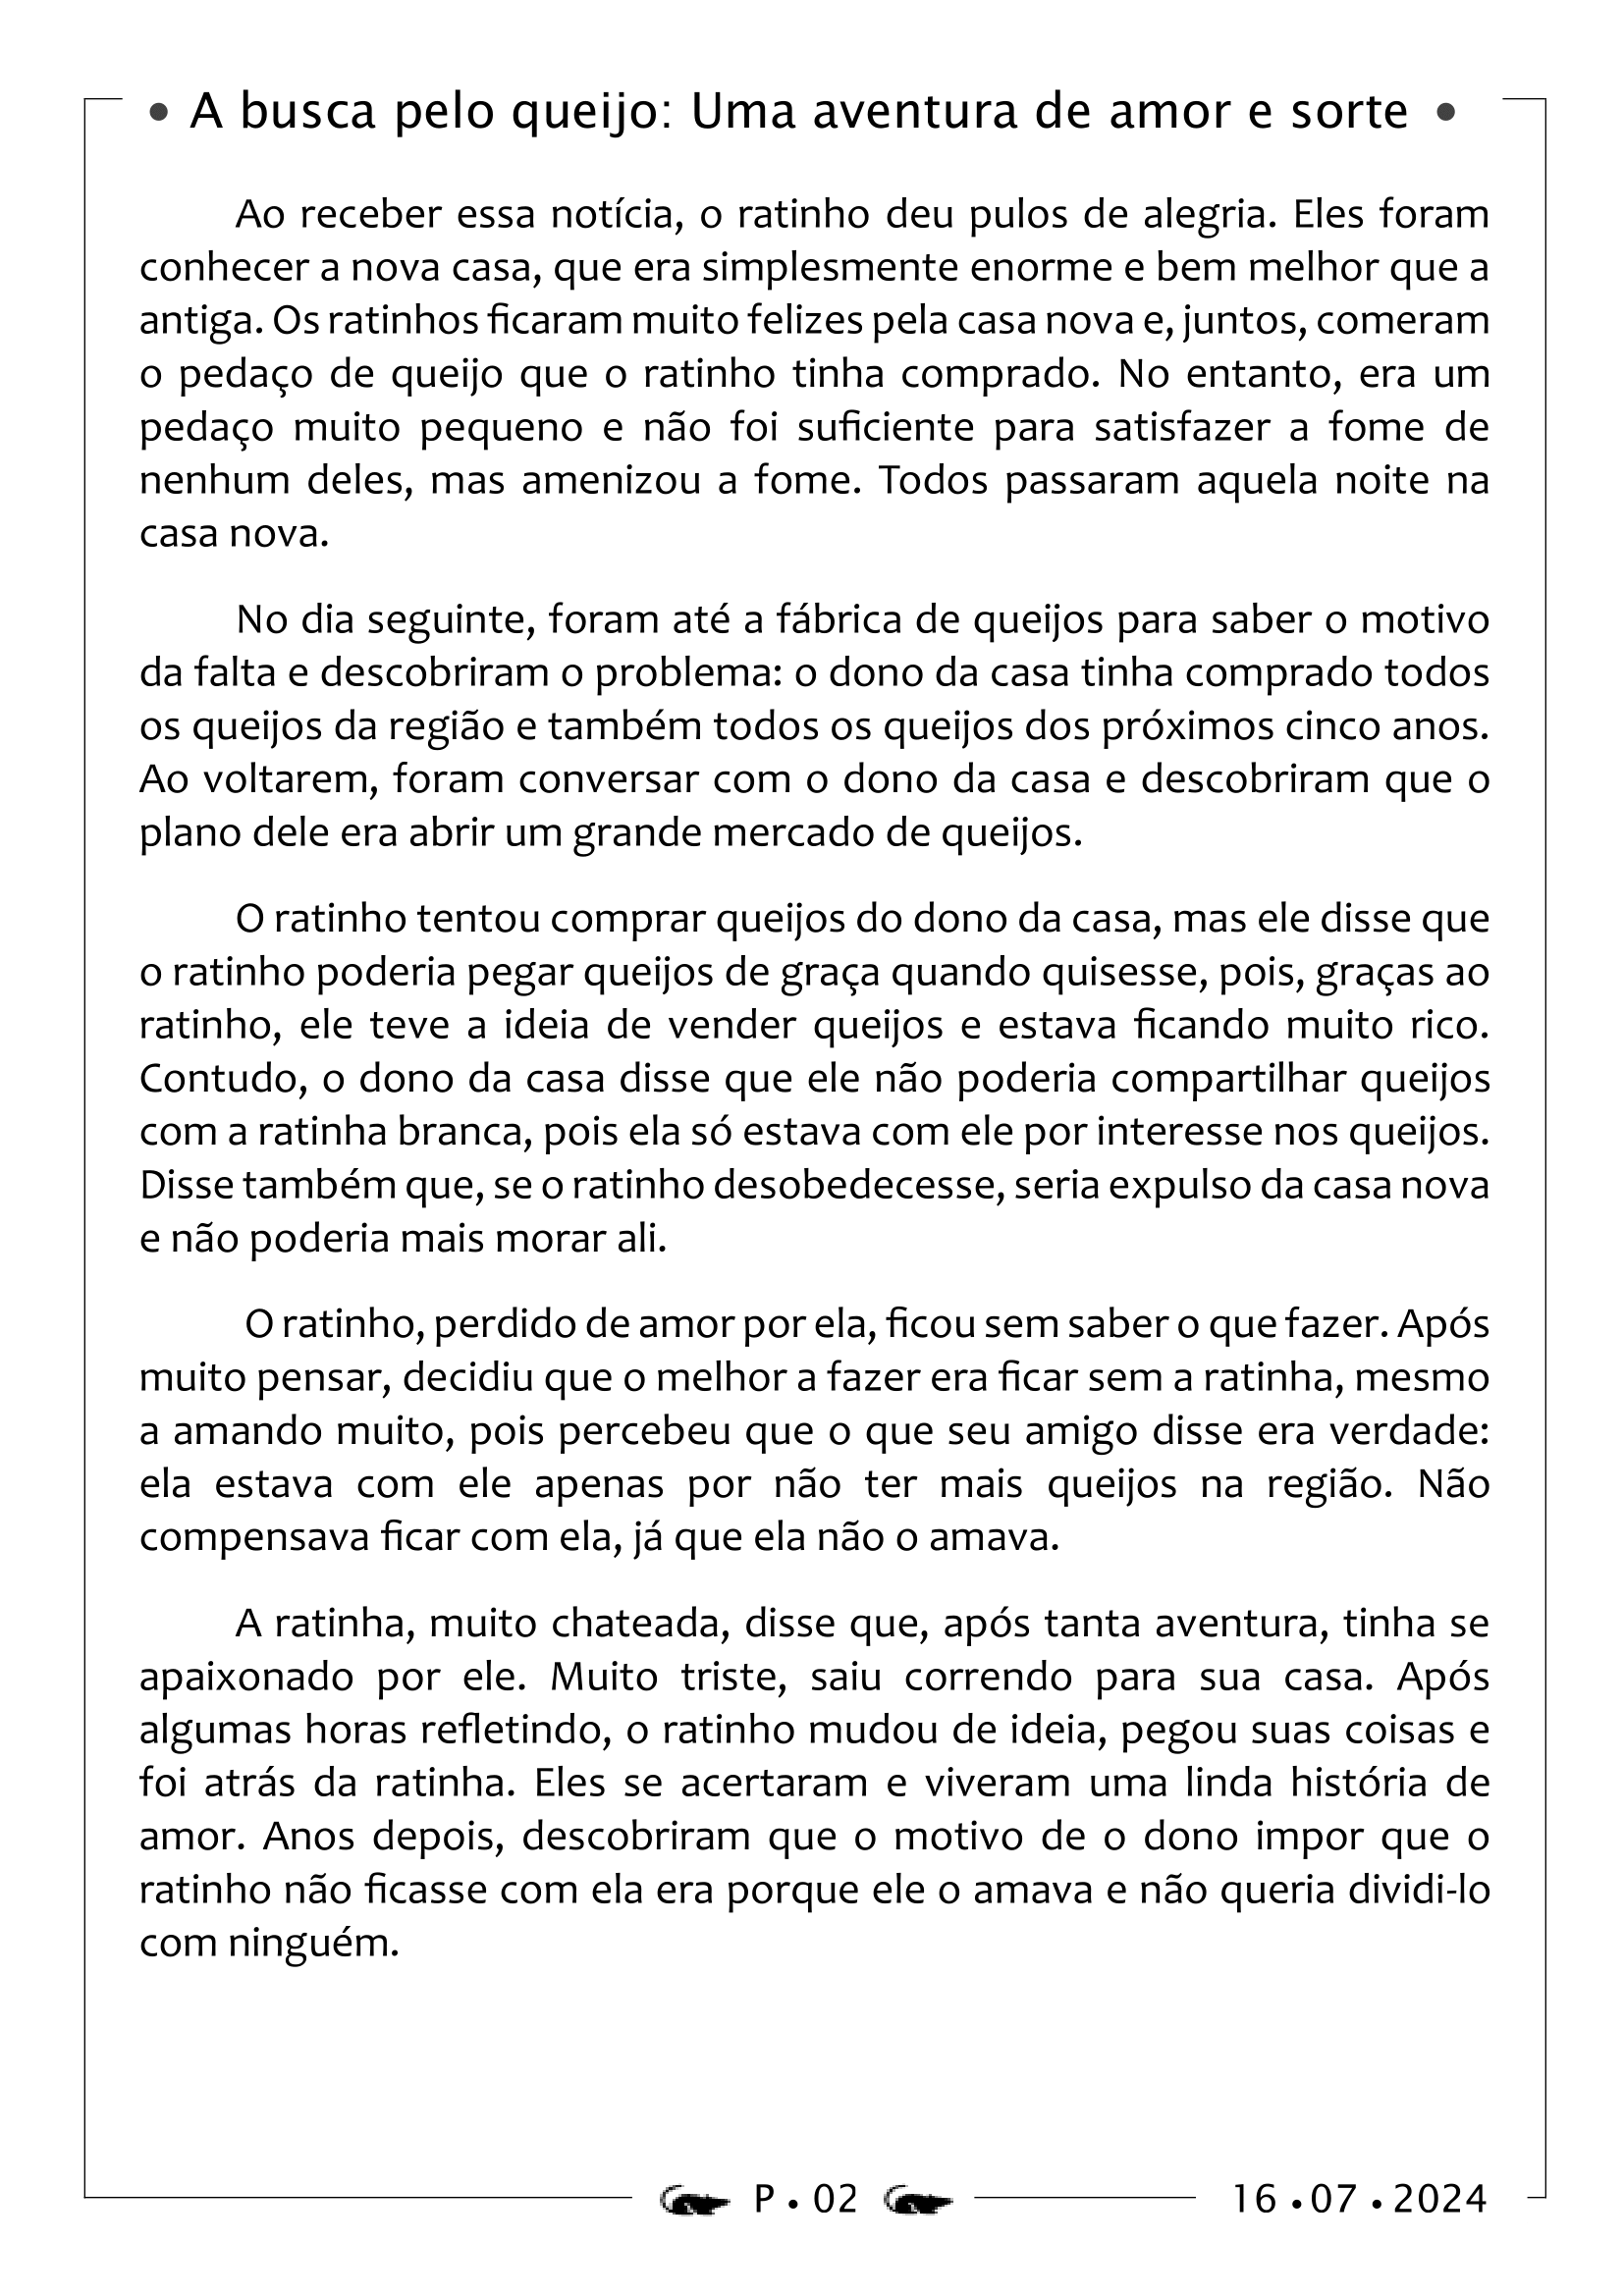 • A busca pelo queijo: Uma aventura de amor e sorte •
Ao receber essa notícia, o ratinho deu pulos de alegria. Eles foram
conhecer a nova casa, que era simplesmente enorme e bem melhor que a
antiga. Os ratinhos ficaram muito felizes pela casa nova e, juntos, comeram
o pedaço de queijo que o ratinho tinha comprado. No entanto, era um
pedaço muito pequeno e não foi suficiente para satisfazer a fome de
nenhum deles, mas amenizou a fome. Todos passaram aquela noite na
casa nova.
No dia seguinte, foram até a fábrica de queijos para saber o motivo
da falta e descobriram o problema: o dono da casa tinha comprado todos
os queijos da região e também todos os queijos dos próximos cinco anos.
Ao voltarem, foram conversar com o dono da casa e descobriram que o
plano dele era abrir um grande mercado de queijos.
O ratinho tentou comprar queijos do dono da casa, mas ele disse que
o ratinho poderia pegar queijos de graça quando quisesse, pois, graças ao
ratinho, ele teve a ideia de vender queijos e estava ficando muito rico.
Contudo, o dono da casa disse que ele não poderia compartilhar queijos
com a ratinha branca, pois ela só estava com ele por interesse nos queijos.
Disse também que, se o ratinho desobedecesse, seria expulso da casa nova
e não poderia mais morar ali.
O ratinho, perdido de amor por ela, ficou sem saber o que fazer. Após
muito pensar, decidiu que o melhor a fazer era ficar sem a ratinha, mesmo
a amando muito, pois percebeu que o que seu amigo disse era verdade:
ela estava com ele apenas por não ter mais queijos na região. Não
compensava ficar com ela, já que ela não o amava.
A ratinha, muito chateada, disse que, após tanta aventura, tinha se
apaixonado por ele. Muito triste, saiu correndo para sua casa. Após
algumas horas refletindo, o ratinho mudou de ideia, pegou suas coisas e
foi atrás da ratinha. Eles se acertaram e viveram uma linda história de
amor. Anos depois, descobriram que o motivo de o dono impor que o
ratinho não ficasse com ela era porque ele o amava e não queria dividi-lo
com ninguém.
P • 02
16 • 07 • 2024